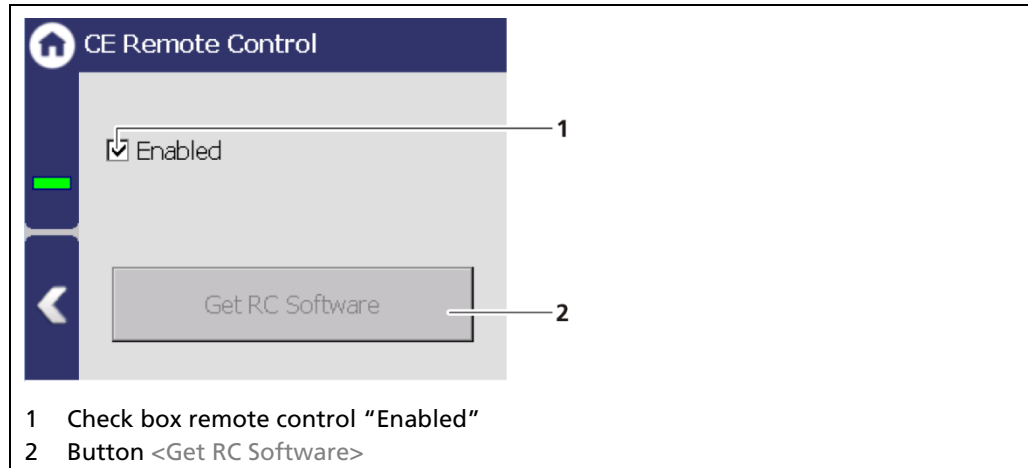 CE Remote Control
Enabled
1
Get RC Software
2
1 Check box remote control “Enabled”
2 Button <Get RC Software>